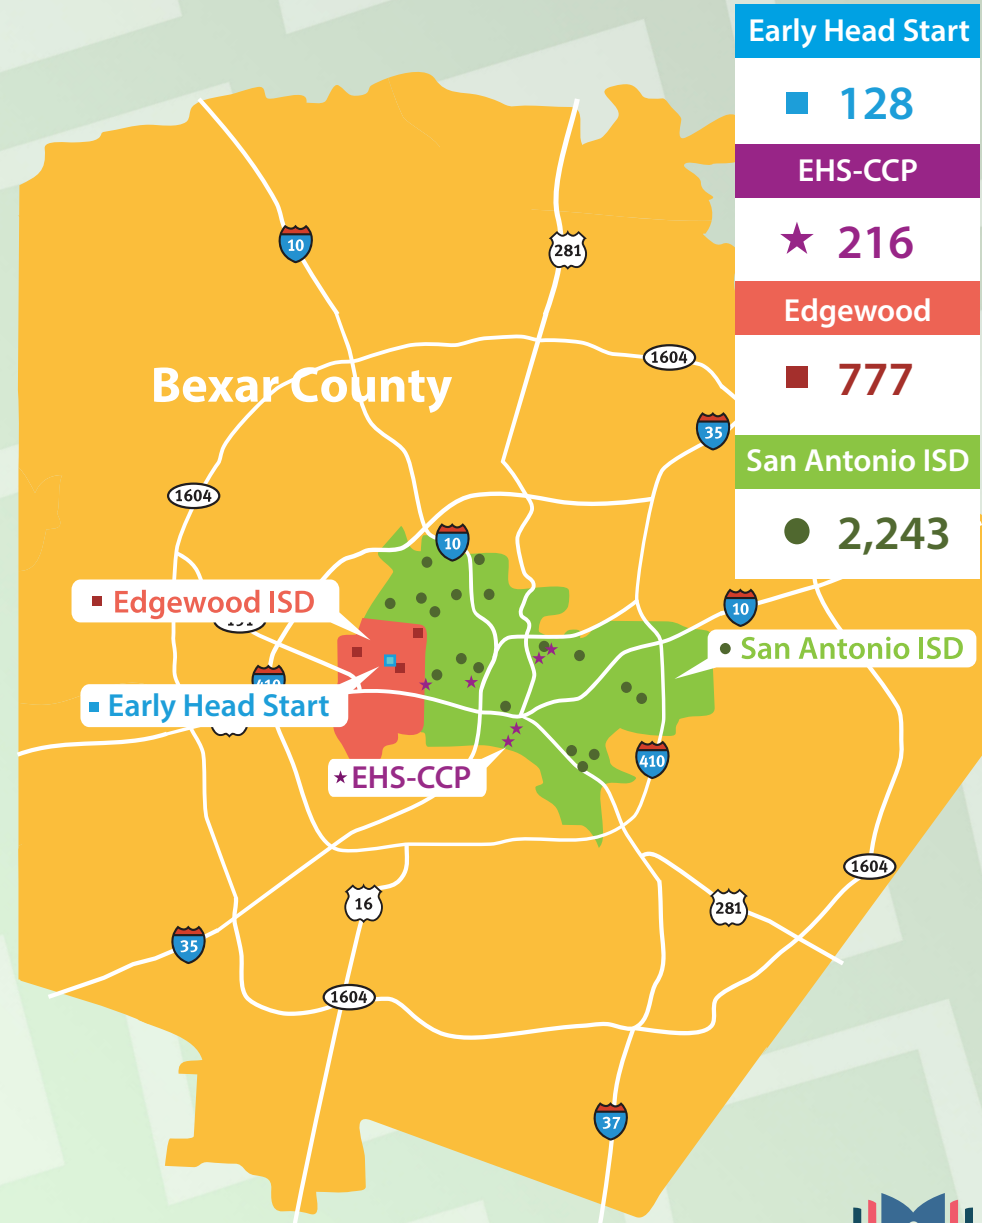 Early Head Start
128
EHS-CCP
216
Edgewood
777
San Antonio ISD
2,243
10
281
1604
Bexar County
35
1604
10
Edgewood ISD
10
San Antonio ISD
Early Head Start
EHS-CCP
410
1604
16
281
35
1604
37